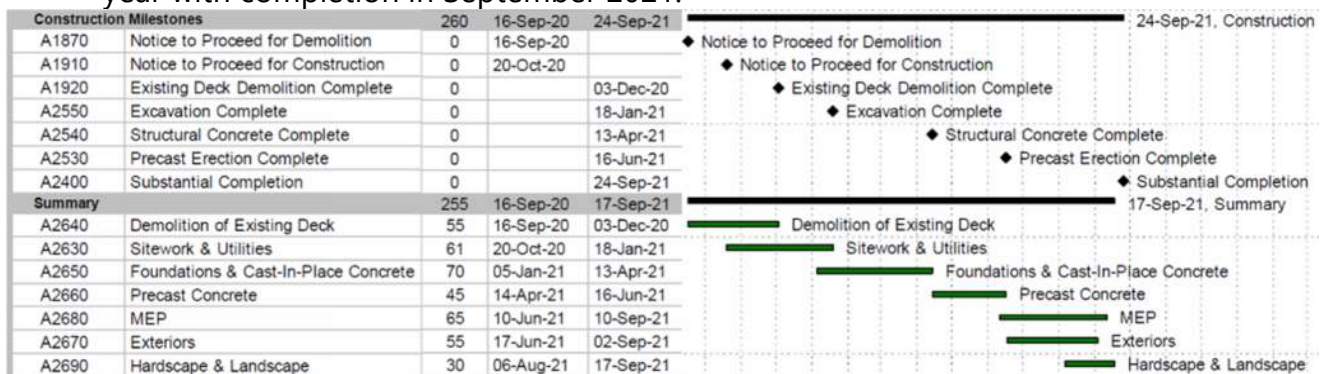 year with completion in September 2021.
Construction Milestones 260 16-Sep-20 24-Sep-21 24-Sep-21, Construction
A1870 Notice to Proceed for Demolition 0 16-Sep-20 Notice to Proceed for Demolition
A1910 Notice to Proceed for Construction 0 20-Oct-20 Notice to Proceed for Construction
A1920 Existing Deck Demolition Complete 0 03-Dec-20 Existing Deck Demolition Complete
A2550 Excavation Complete 0 18-Jan-21 Excavation Complete
A2540 Structural Concrete Complete 0 13-Apr-21 Structural Concrete Complete
A2530 Precast Erection Complete 0 16-Jun-21 Precast Erection Complete
A2400 Substantial Completion 0 24-Sep-21 Substantial Completion
Summary 255 16-Sep-20 17-Sep-21 17-Sep-21, Summary
A2640 Demolition of Existing Deck 55 16-Sep-20 03-Dec-20 Demolition of Existing Deck
A2630 Sitework & Utilities 61 20-Oct-20 18-Jan-21 Sitework & Utilities
A2650 Foundations & Cast-In-Place Concrete 70 05-Jan-21 13-Apr-21 Foundations & Cast-In-Place Concrete
A2660 Precast Concrete 45 14-Apr-21 16-Jun-21 Precast Concrete
A2680 MEP 65 10-Jun-21 10-Sep-21 MEP
A2670 Exteriors 55 17-Jun-21 02-Sep-21 Exteriors
A2690 Hardscape & Landscape 30 06-Aug-21 17-Sep-21 Hardscape & Landscape